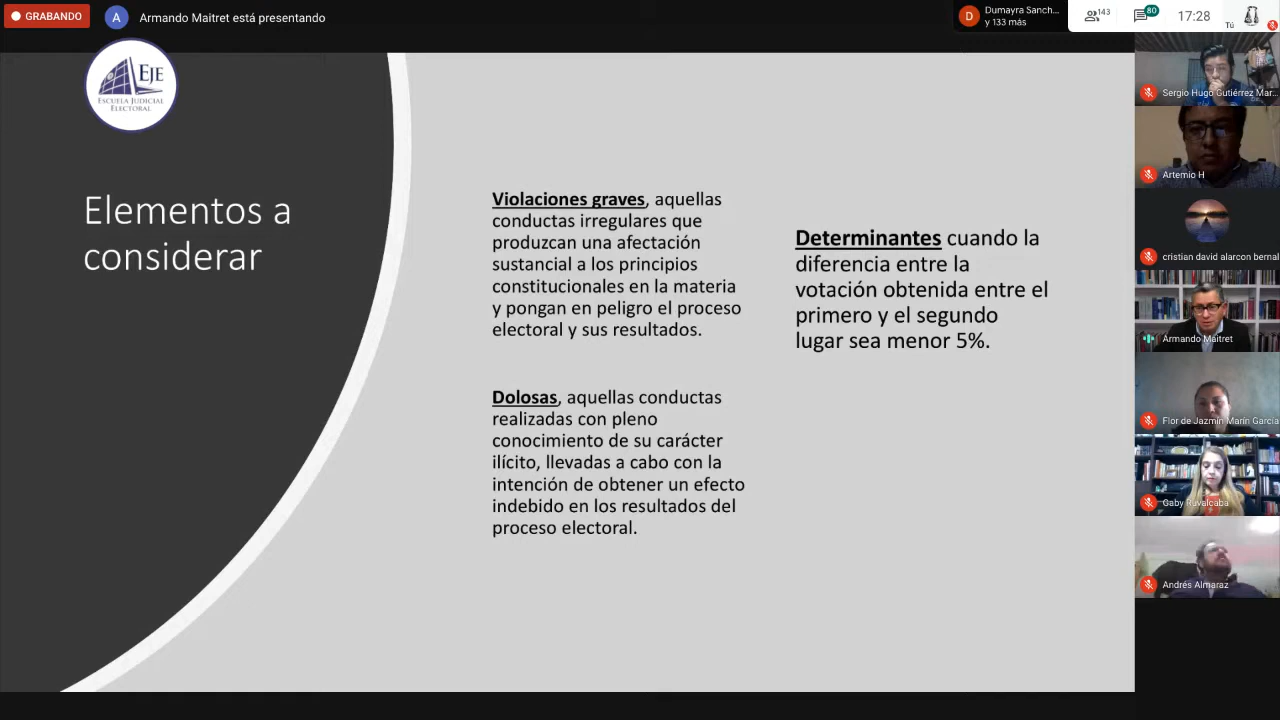 GRABANDO
A
Armando Maitret está presentando
D
Dumayra Sanch...
y 133 más
143
80
17:28
Tú
EJE
ESCUELA JUDICIAL
ELECTORAL
Elementos a
considerar
Violaciones graves, aquellas
conductas irregulares que
produzcan una afectación
sustancial a los principios
constitucionales en la materia
y pongan en peligro el proceso
electoral y sus resultados.
Dolosas, aquellas conductas
realizadas con pleno
conocimiento de su carácter
ilícito, llevadas a cabo con la
intención de obtener un efecto
indebido en los resultados del
proceso electoral.
Determinantes cuando la
diferencia entre la
votación obtenida entre el
primero y el segundo
lugar sea menor 5%.
Sergio Hugo Gutiérrez Mar...
Artemio H
cristian david alarcon bernal
Armando Maitret
Flor de Jazmín Marín García
Gaby Ruvalcaba
Andrés Almaraz